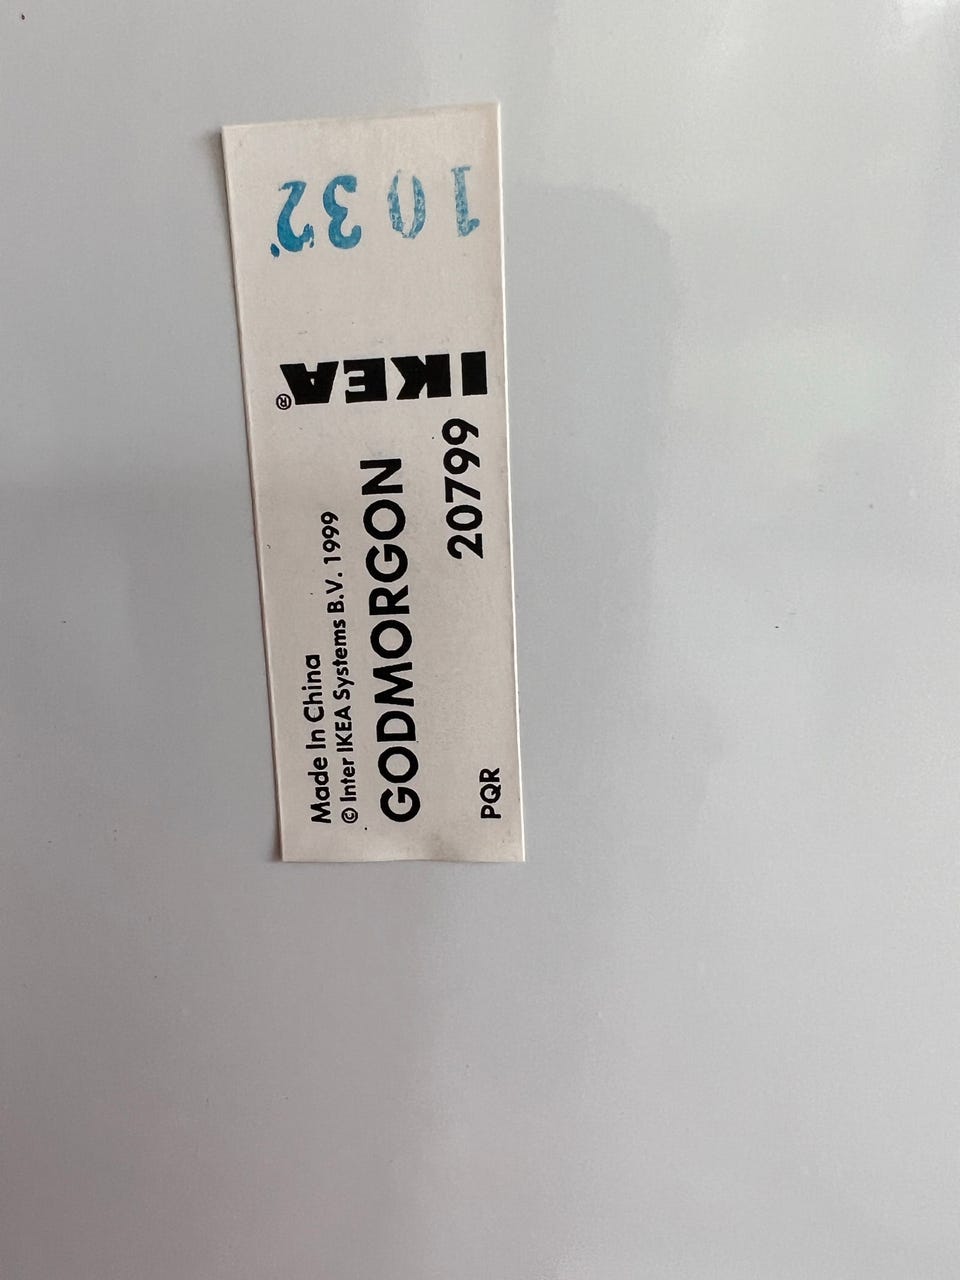 Made In China
© Inter IKEA Systems B.V. 1999
GODMORGON
20799
PQR
IKEA®
1032